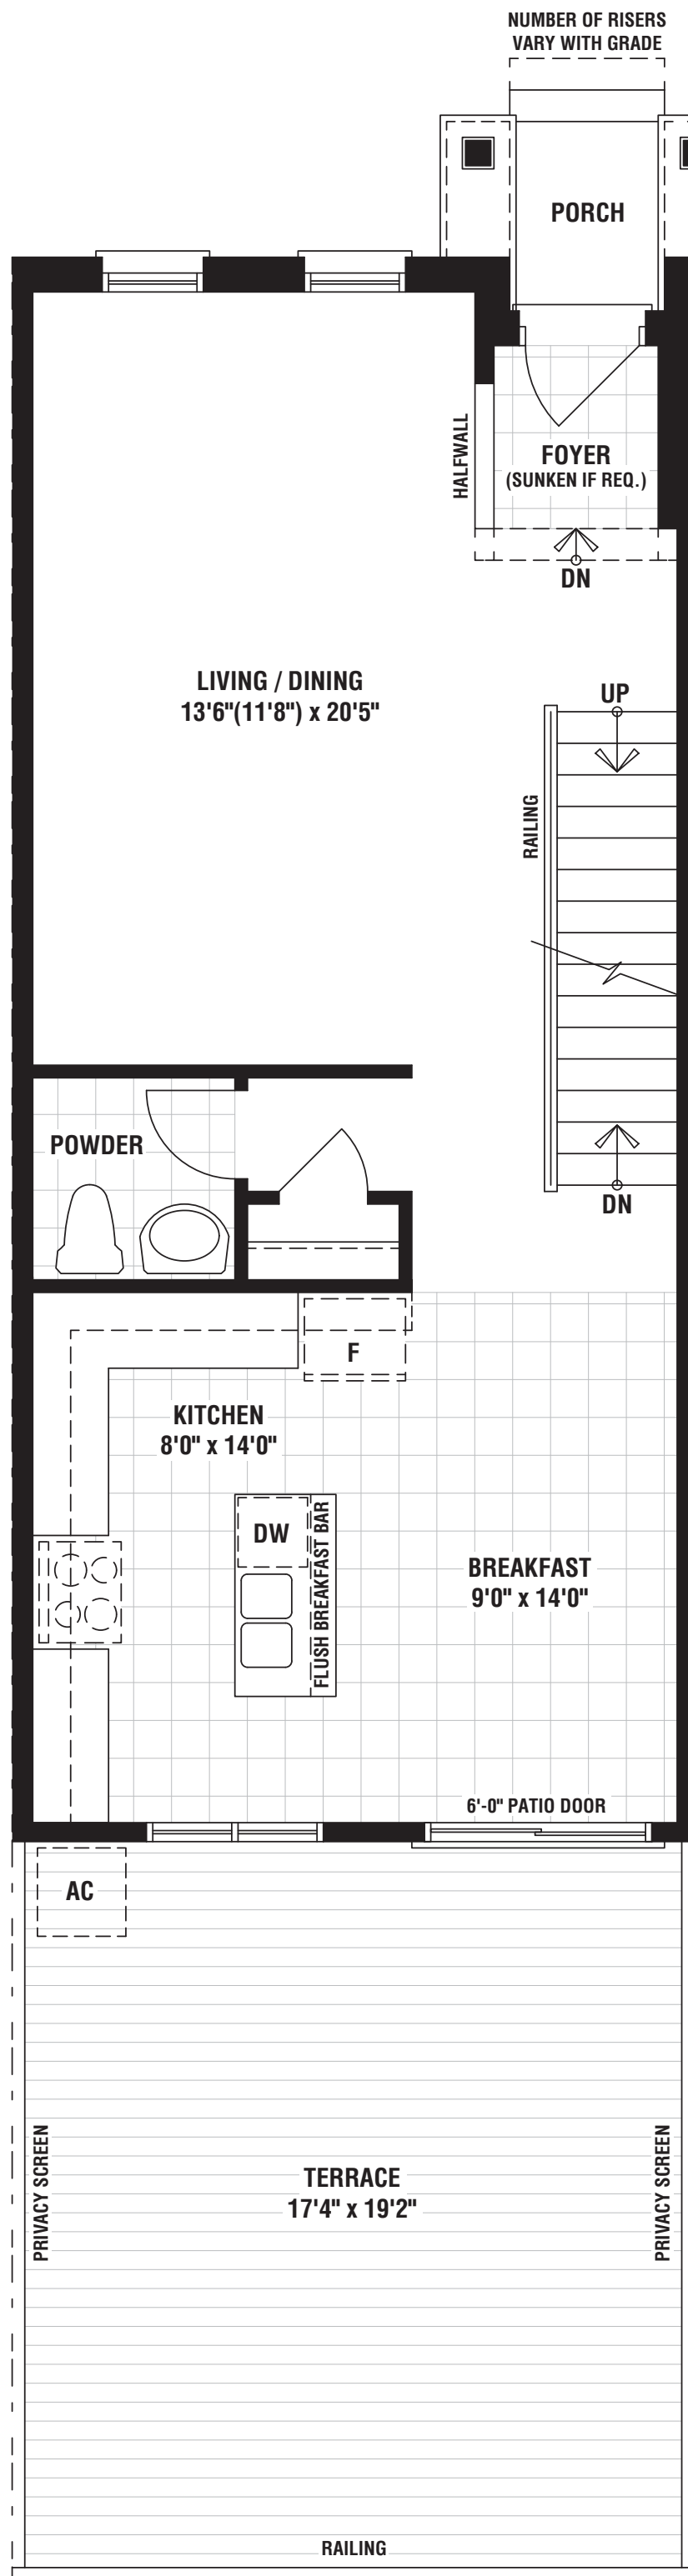 NUMBER OF RISERS
VARY WITH GRADE
PORCH
HALFWALL
FOYER
(SUNKEN IF REQ.)
DN
LIVING / DINING
13'6"(11'8") x 20'5"
UP
RAILING
POWDER
DN
F
KITCHEN
8'0" x 14'0"
DW
FLUSH BREAKFAST BAR
BREAKFAST
9'0" x 14'0"
6'-0" PATIO DOOR
AC
PRIVACY SCREEN
TERRACE
17'4" x 19'2"
PRIVACY SCREEN
RAILING